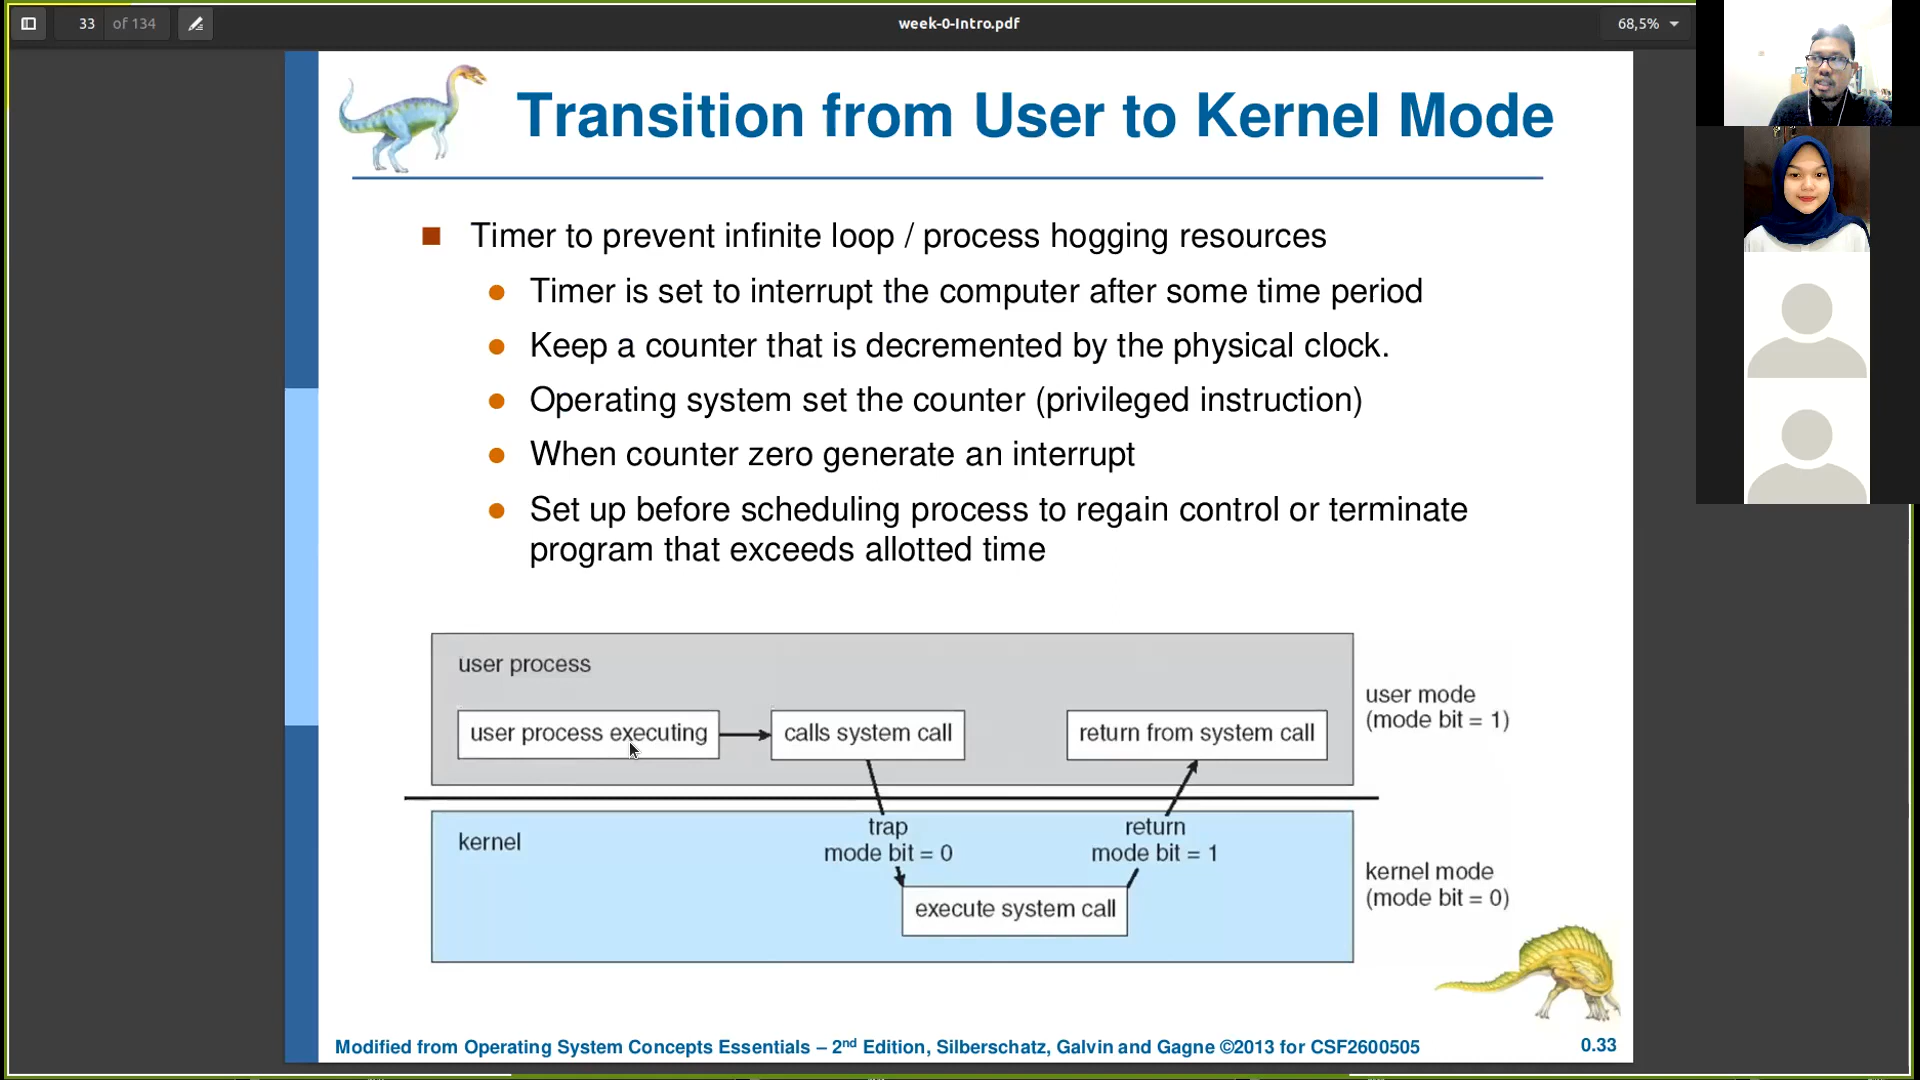 33
of 134
week-0-Intro.pdf
68,5%
Transition from User to Kernel Mode
Timer to prevent infinite loop / process hogging resources
Timer is set to interrupt the computer after some time period
Keep a counter that is decremented by the physical clock.
Operating system set the counter (privileged instruction)
When counter zero generate an interrupt
Set up before scheduling process to regain control or terminate
program that exceeds allotted time
user process
user process executing
calls system call
return from system call
user mode
(mode bit = 1)
kernel
trap
mode bit = 0
return
mode bit = 1
execute system call
kernel mode
(mode bit = 0)
Modified from Operating System Concepts Essentials – 2nd Edition, Silberschatz, Galvin and Gagne ©2013 for CSF2600505
0.33